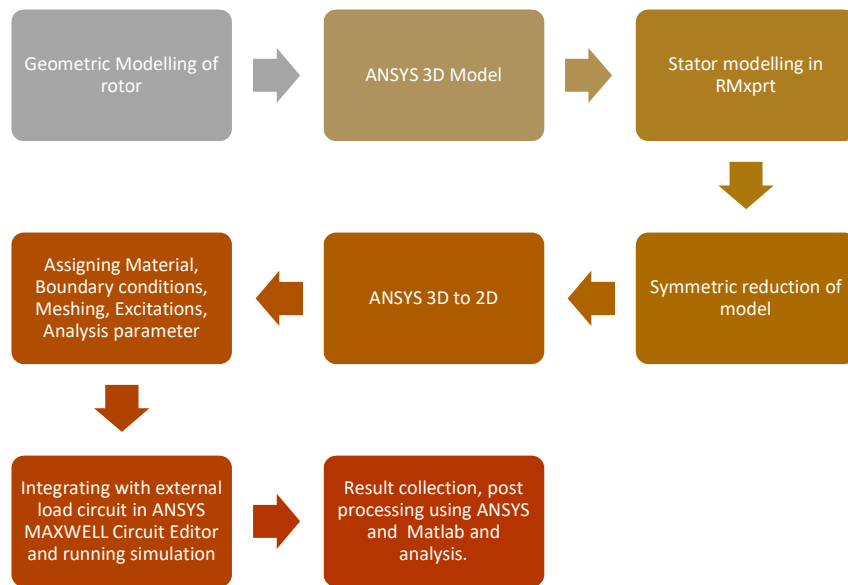 Geometric Modelling of
rotor
ANSYS 3D Model
Stator modelling in
RMxprt
Symmetric reduction of
model
ANSYS 3D to 2D
Assigning Material,
Boundary conditions,
Meshing, Excitations,
Analysis parameter
Integrating with external
load circuit in ANSYS
MAXWELL Circuit Editor
and running simulation
Result collection, post
processing using ANSYS
and Matlab and
analysis.